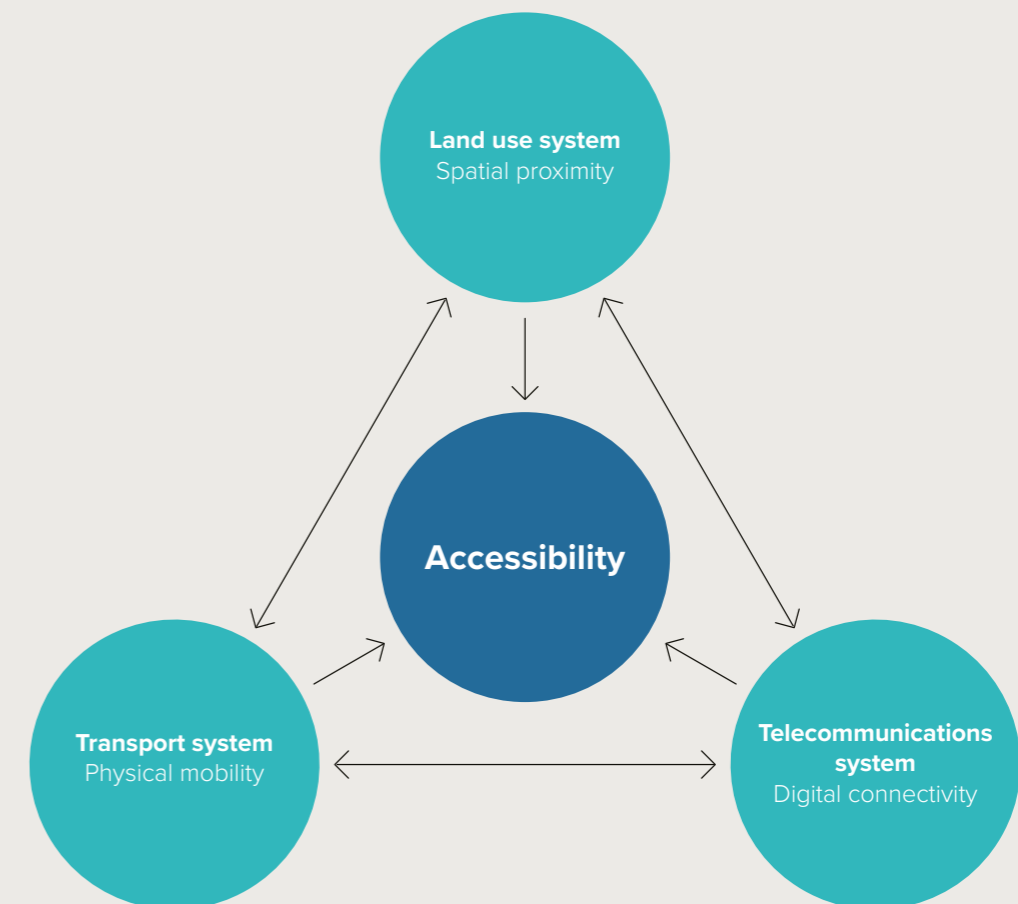 Land use system
Spatial proximity
Accessibility
Transport system
Physical mobility
Telecommunications
system
Digital connectivity